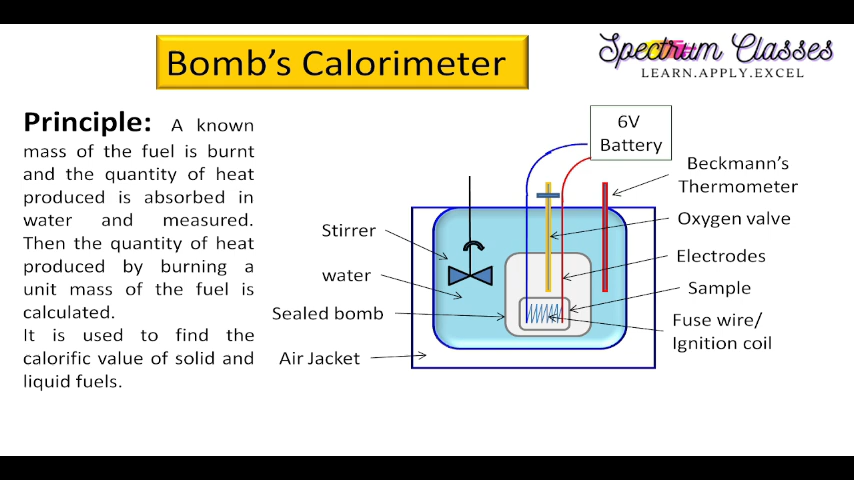 Bomb's Calorimeter
Spectrum Classes
LEARN.APPLY.EXCEL
Principle: A known
mass of the fuel is burnt
and the quantity of heat
produced is absorbed in
water and measured.
Then the quantity of heat
produced by burning a
unit mass of the fuel is
calculated.
It is used to find the
calorific value of solid and
liquid fuels.
6V
Battery
Beckmann's
Thermometer
Oxygen valve
Electrodes
Sample
Fuse wire/
Ignition coil
Stirrer
water
Sealed bomb
Air Jacket